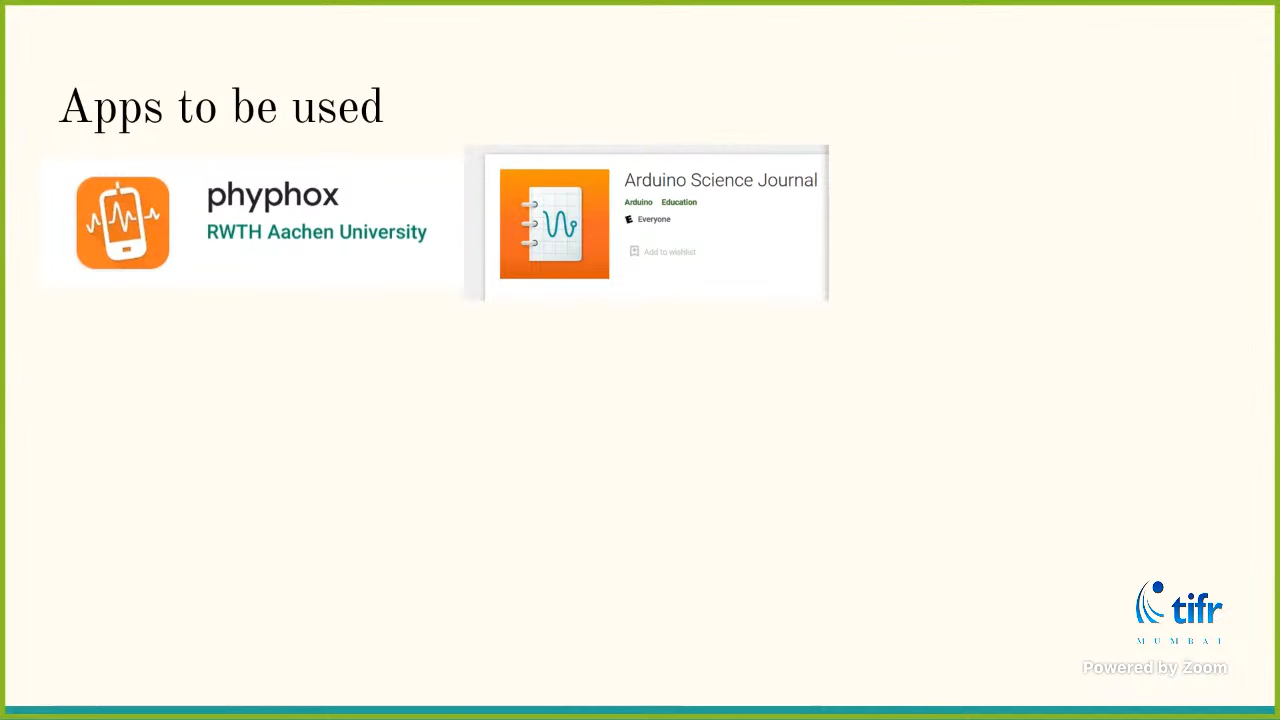 Apps to be used
phyphox
RWTH Aachen University
Arduino Science Journal
Arduino Education
E Everyone
Add to wishlist
tifr
MUMBAI
Powered by Zoom